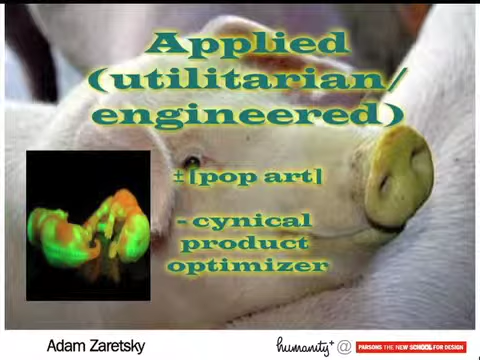 Applied
(utilitarian/
engineered)
±[pop art]
- cynical
product
optimizer
Adam Zaretsky
humanity+ @ PARSONS THE NEW SCHOOL FOR DESIGN